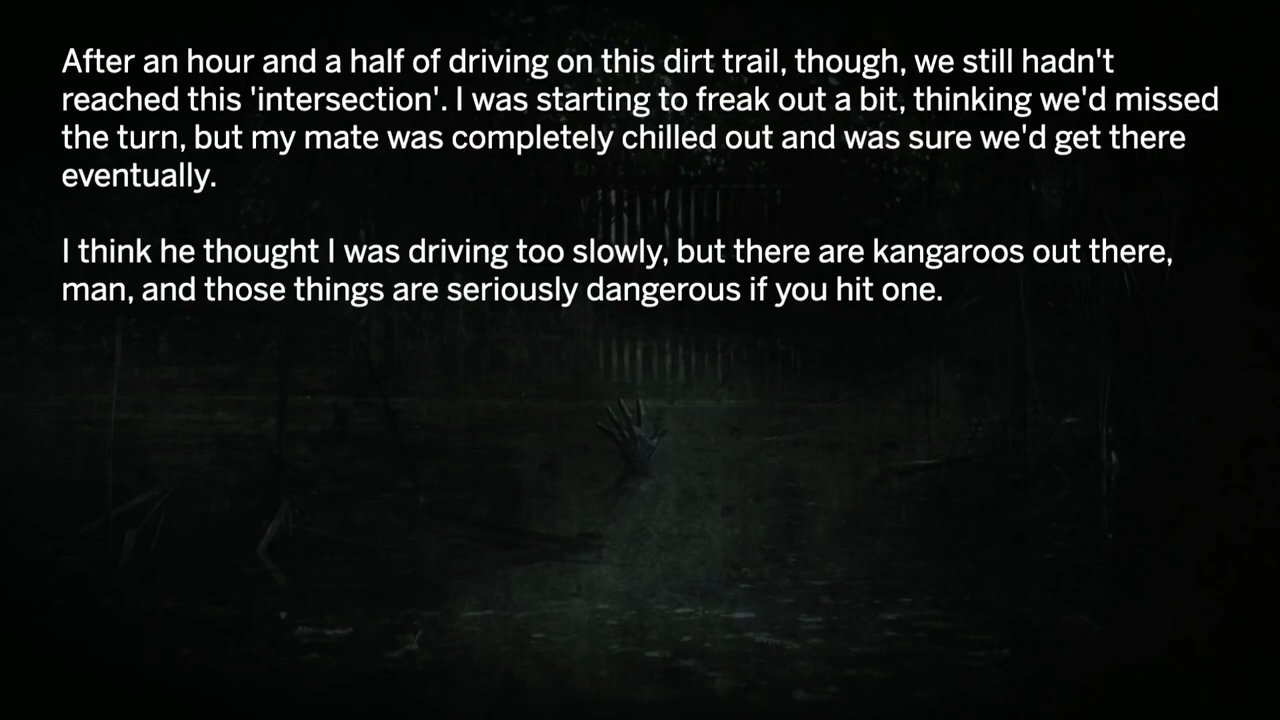 After an hour and a half of driving on this dirt trail, though, we still hadn't
reached this 'intersection'. I was starting to freak out a bit, thinking we'd missed
the turn, but my mate was completely chilled out and was sure we'd get there
eventually.
I think he thought I was driving too slowly, but there are kangaroos out there,
man, and those things are seriously dangerous if you hit one.